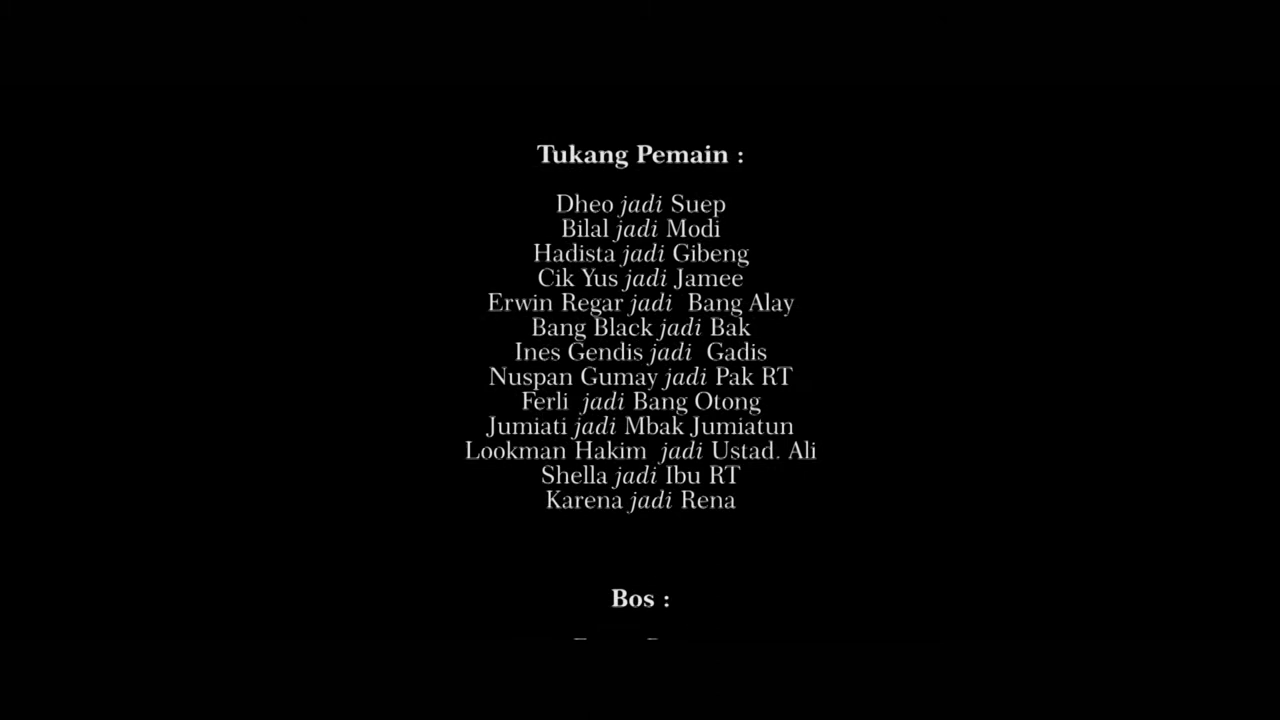 Tukang Pemain :
Dheo jadi Suep
Bilal jadi Modi
Hadista jadi Gibeng
Cik Yus jadi Jamee
Erwin Regar jadi Bang Alay
Bang Black jadi Bak
Ines Gendis jadi Gadis
Nuspan Gumay jadi Pak RT
Ferli jadi Bang Otong
Jumiati jadi Mbak Jumiatun
Lookman Hakim jadi Ustad. Ali
Shella jadi Ibu RT
Karena jadi Rena
Bos :